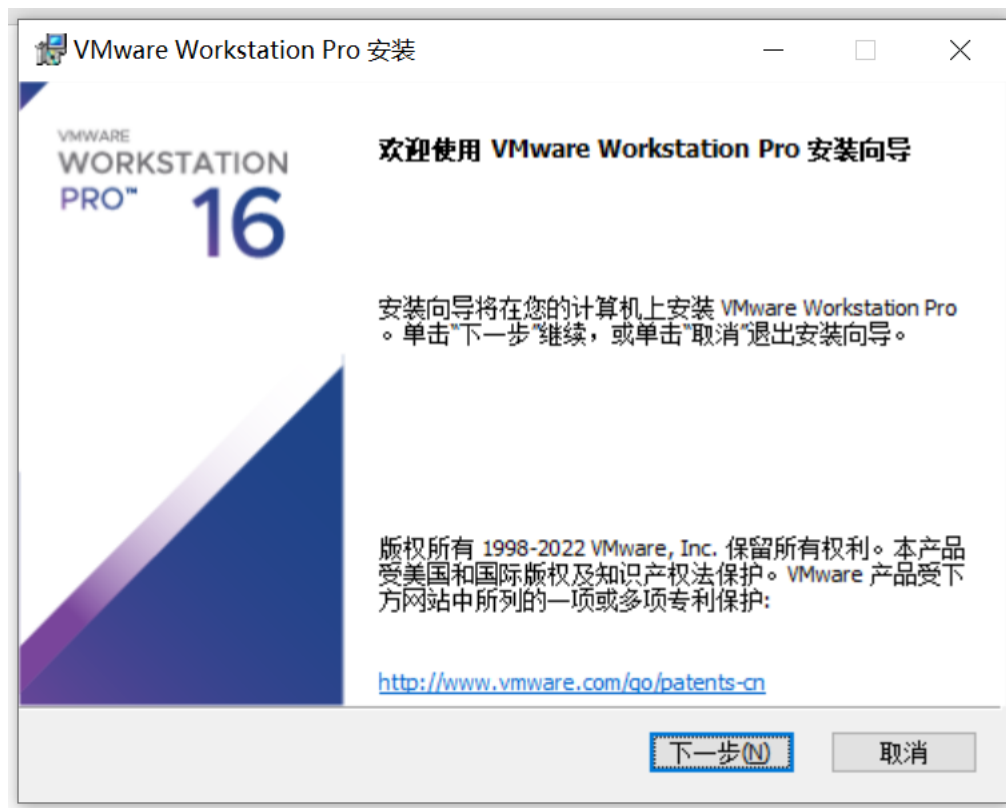 VMware Workstation Pro 安装
VMWARE
WORKSTATION
PRO™ 16
欢迎使用 VMware Workstation Pro 安装向导
安装向导将在您的计算机上安装 VMware Workstation Pro
。单击"下一步"继续，或单击"取消"退出安装向导。
版权所有 1998-2022 VMware, Inc. 保留所有权利。本产品
受美国和国际版权及知识产权法保护。VMware 产品受下
方网站中所列的一项或多项专利保护:
http://www.vmware.com/go/patents-cn
下一步(N)
取消